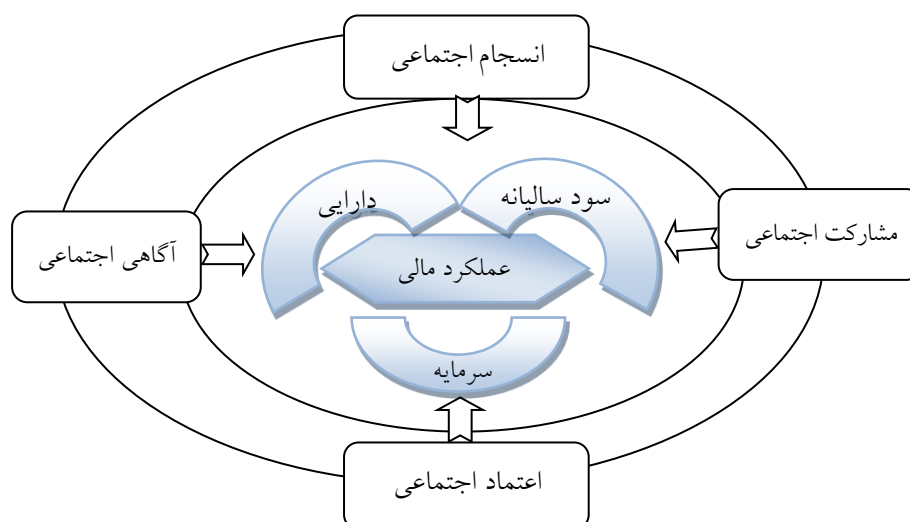 انسجام اجتماعی
سود سالیانه
دارایی
مشارکت اجتماعی
آگاهی اجتماعی
عملکرد مالی
سرمایه
اعتماد اجتماعی